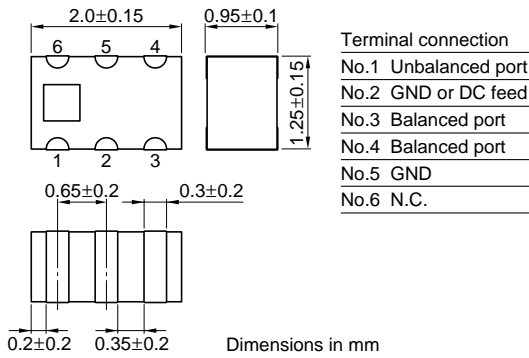 2.0±0.15
0.95±0.1
6 5 4
1.25±0.15
1 2 3
0.65±0.2
0.3±0.2
0.2±0.2
0.35±0.2
Dimensions in mm
Terminal connection
No.1 Unbalanced port
No.2 GND or DC feed
No.3 Balanced port
No.4 Balanced port
No.5 GND
No.6 N.C.